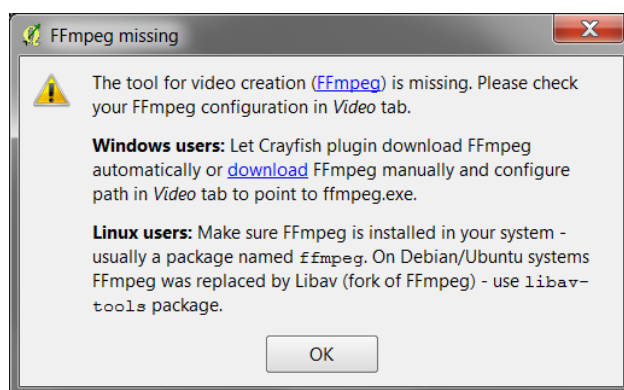 FFmpeg missing
The tool for video creation (FFmpeg) is missing. Please check
your FFmpeg configuration in Video tab.
Windows users: Let Crayfish plugin download FFmpeg
automatically or download FFmpeg manually and configure
path in Video tab to point to ffmpeg.exe.
Linux users: Make sure FFmpeg is installed in your system -
usually a package named ffmpeg. On Debian/Ubuntu systems
FFmpeg was replaced by Libav (fork of FFmpeg) - use libav-
tools package.
OK